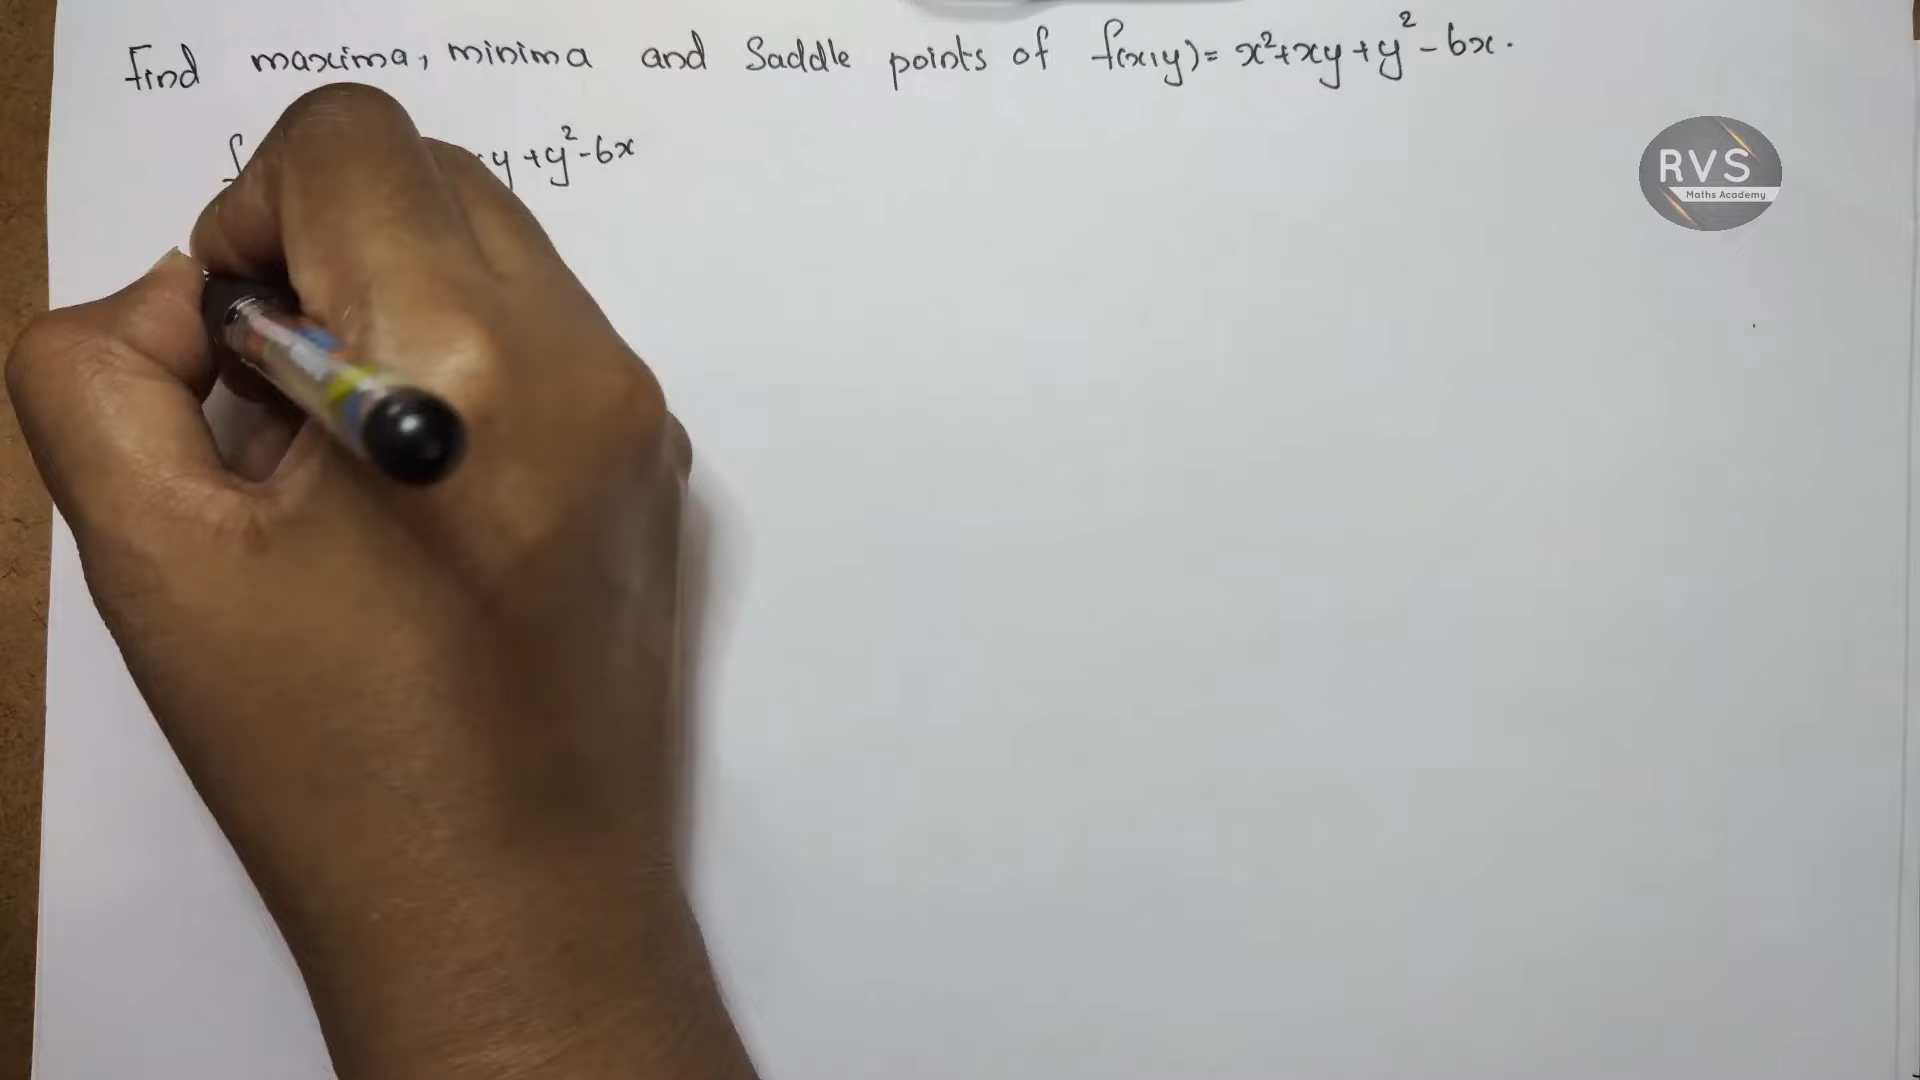 Find maxima, minima and Saddle points of f(x,y) = x²+xy+y²-6x.
RVS
Maths Academy
y+y²-6x